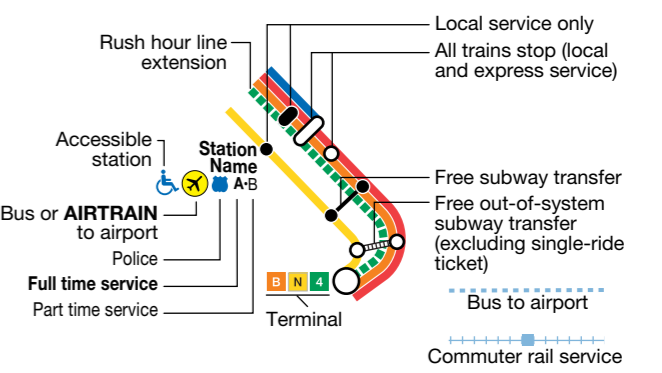 Local service only
Rush hour line
extension
All trains stop (local
and express service)
Accessible
station
Station
Name
A•B
Free subway transfer
Free out-of-system
subway transfer
(excluding single-ride
ticket)
Bus or AIRTRAIN
to airport
Police
Full time service
Part time service
B N 4
Terminal
Bus to airport
Commuter rail service